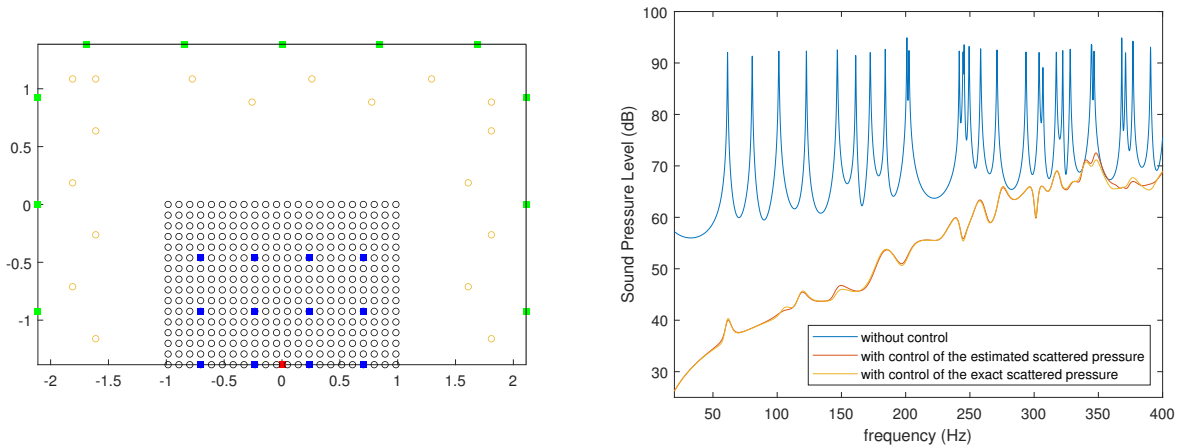 1
0.5
0
-0.5
-1
-2 -1.5 -1 -0.5 0 0.5 1 1.5 2
100
90
80
70
60
50
40
30
Sound Pressure Level (dB)
without control
with control of the estimated scattered pressure
with control of the exact scattered pressure
50 100 150 200 250 300 350 400
frequency (Hz)